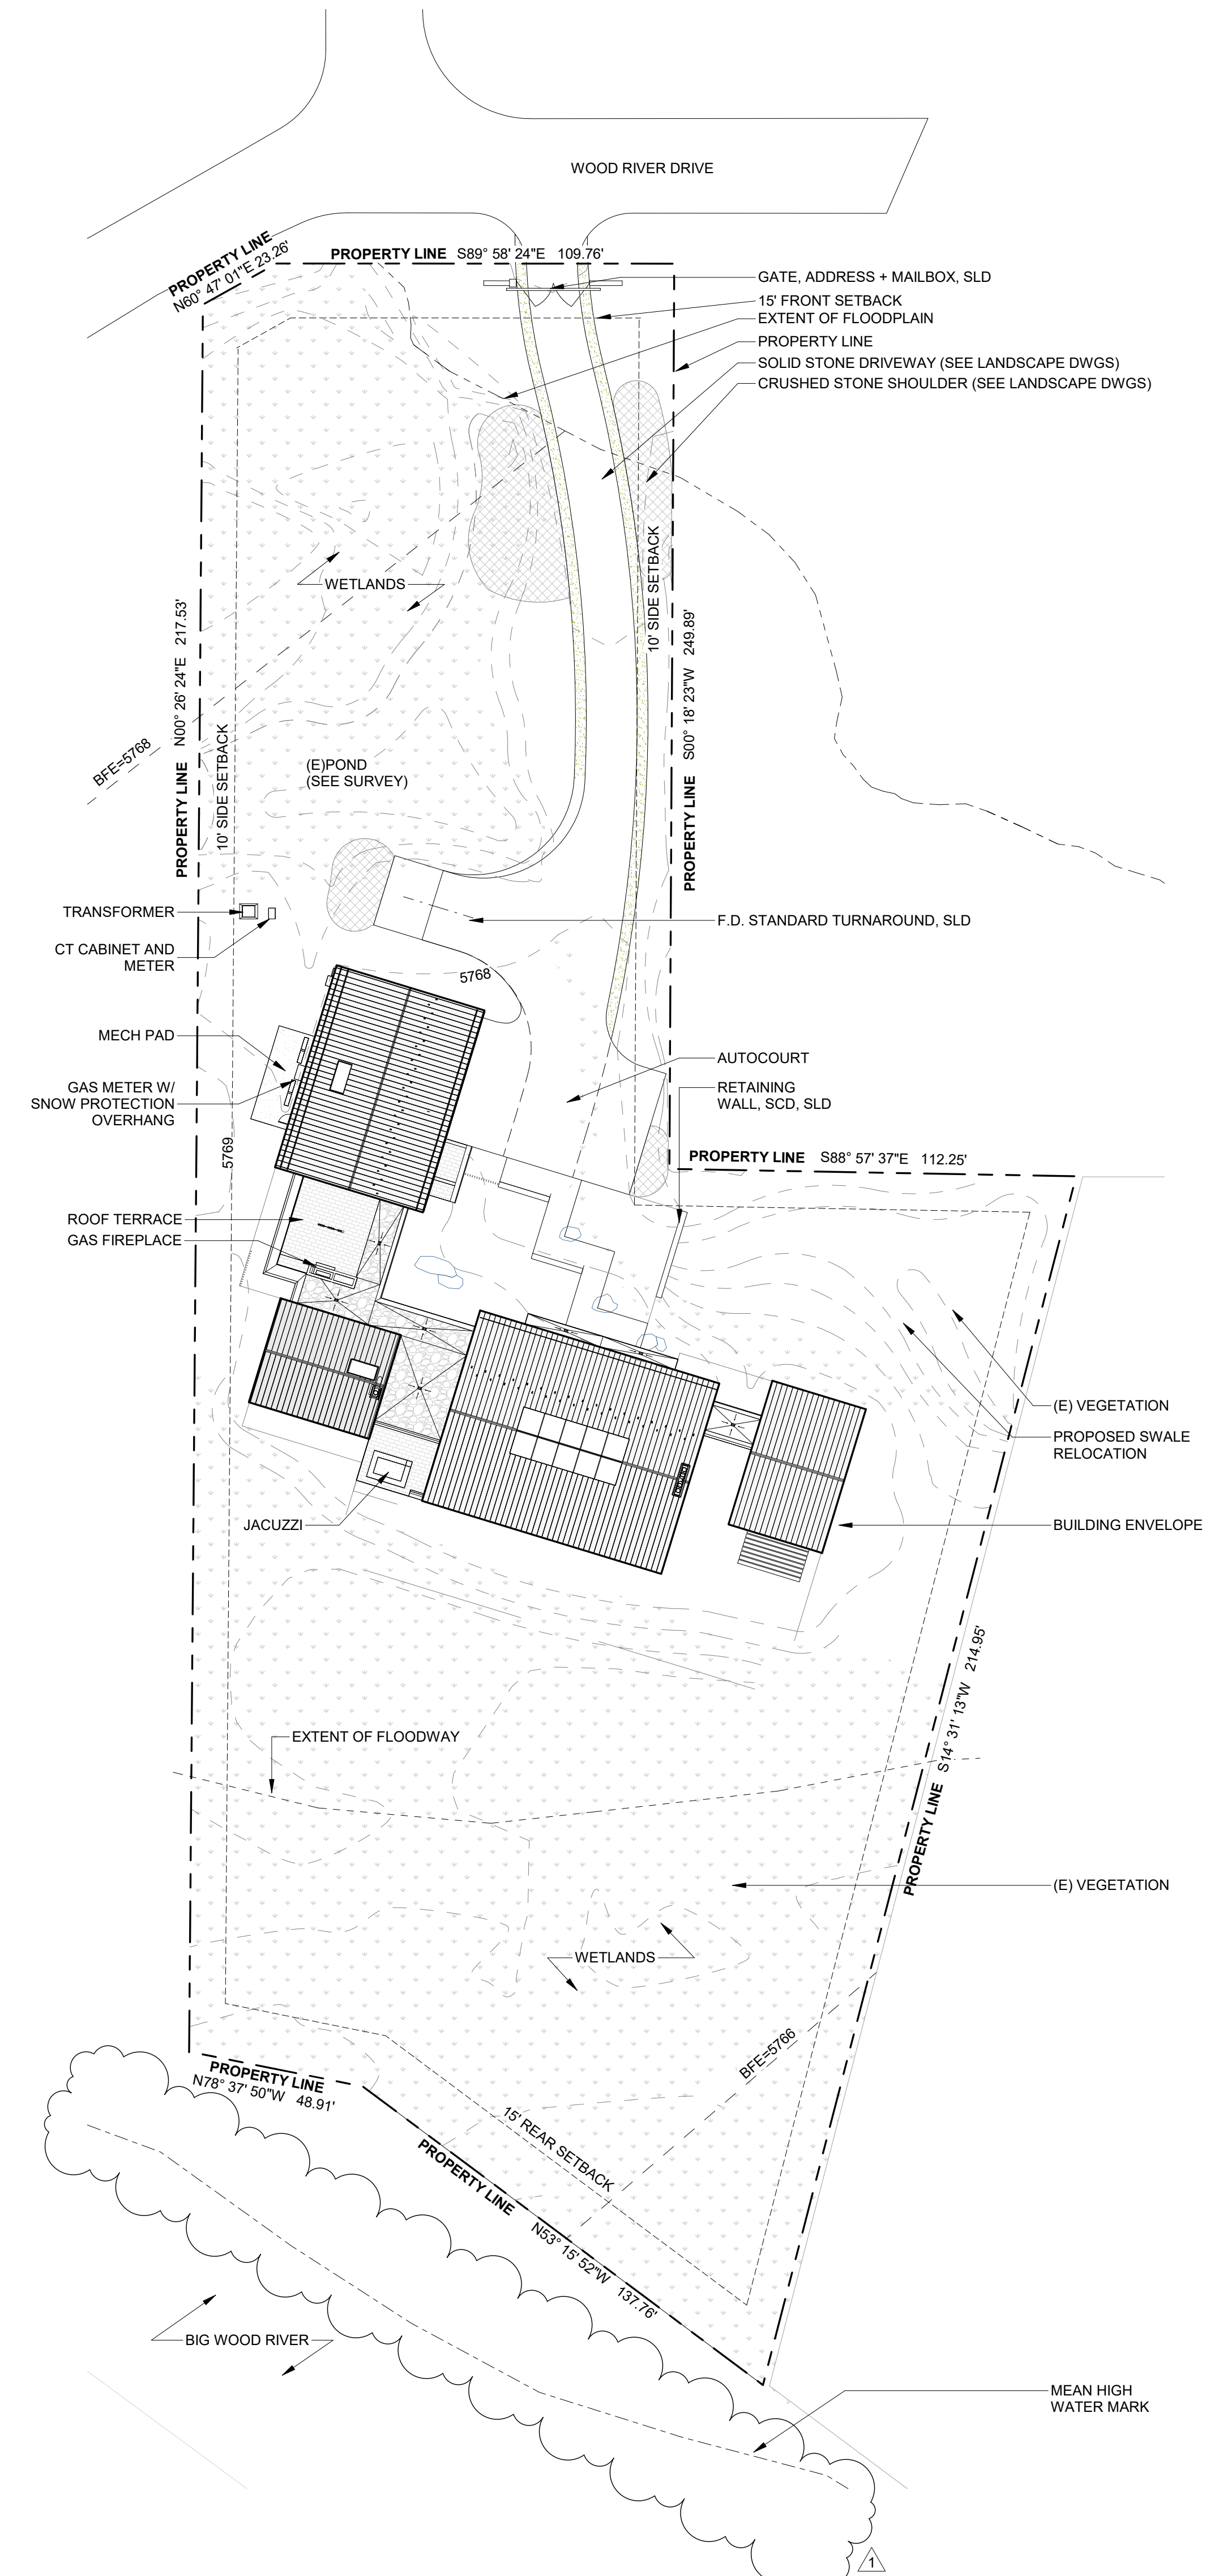 WOOD RIVER DRIVE
PROPERTY LINE
N60° 47' 01"E 23.26'
PROPERTY LINE S89° 58' 24"E 109.76'
GATE, ADDRESS + MAILBOX, SLD
15' FRONT SETBACK
EXTENT OF FLOODPLAIN
PROPERTY LINE
SOLID STONE DRIVEWAY (SEE LANDSCAPE DWGS)
CRUSHED STONE SHOULDER (SEE LANDSCAPE DWGS)
WETLANDS
10' SIDE SETBACK
PROPERTY LINE N00° 26' 24"E 217.53'
PROPERTY LINE S00° 18' 23"W 249.89'
BFE=5768
10' SIDE SETBACK
(E)POND
(SEE SURVEY)
TRANSFORMER
CT CABINET AND
METER
F.D. STANDARD TURNAROUND, SLD
5768
MECH PAD
GAS METER W/
SNOW PROTECTION
OVERHANG
AUTOCOURT
RETAINING
WALL, SCD, SLD
5769
PROPERTY LINE S88° 57' 37"E 112.25'
ROOF TERRACE
GAS FIREPLACE
(E) VEGETATION
PROPOSED SWALE
RELOCATION
JACUZZI
BUILDING ENVELOPE
PROPERTY LINE S14° 31' 13"W 214.95'
EXTENT OF FLOODWAY
(E) VEGETATION
WETLANDS
BFE=5766
PROPERTY LINE
N78° 37' 50"W 48.91'
15' REAR SETBACK
PROPERTY LINE N53° 15' 52"W 137.76'
BIG WOOD RIVER
MEAN HIGH
WATER MARK
1